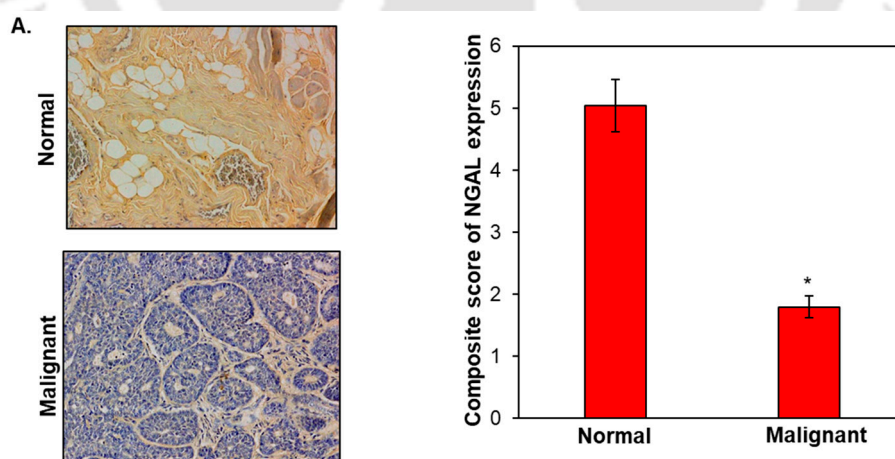 A.
Normal
Malignant
Composite score of NGAL expression
6
5
4
3
2
1
0
*
Normal
Malignant